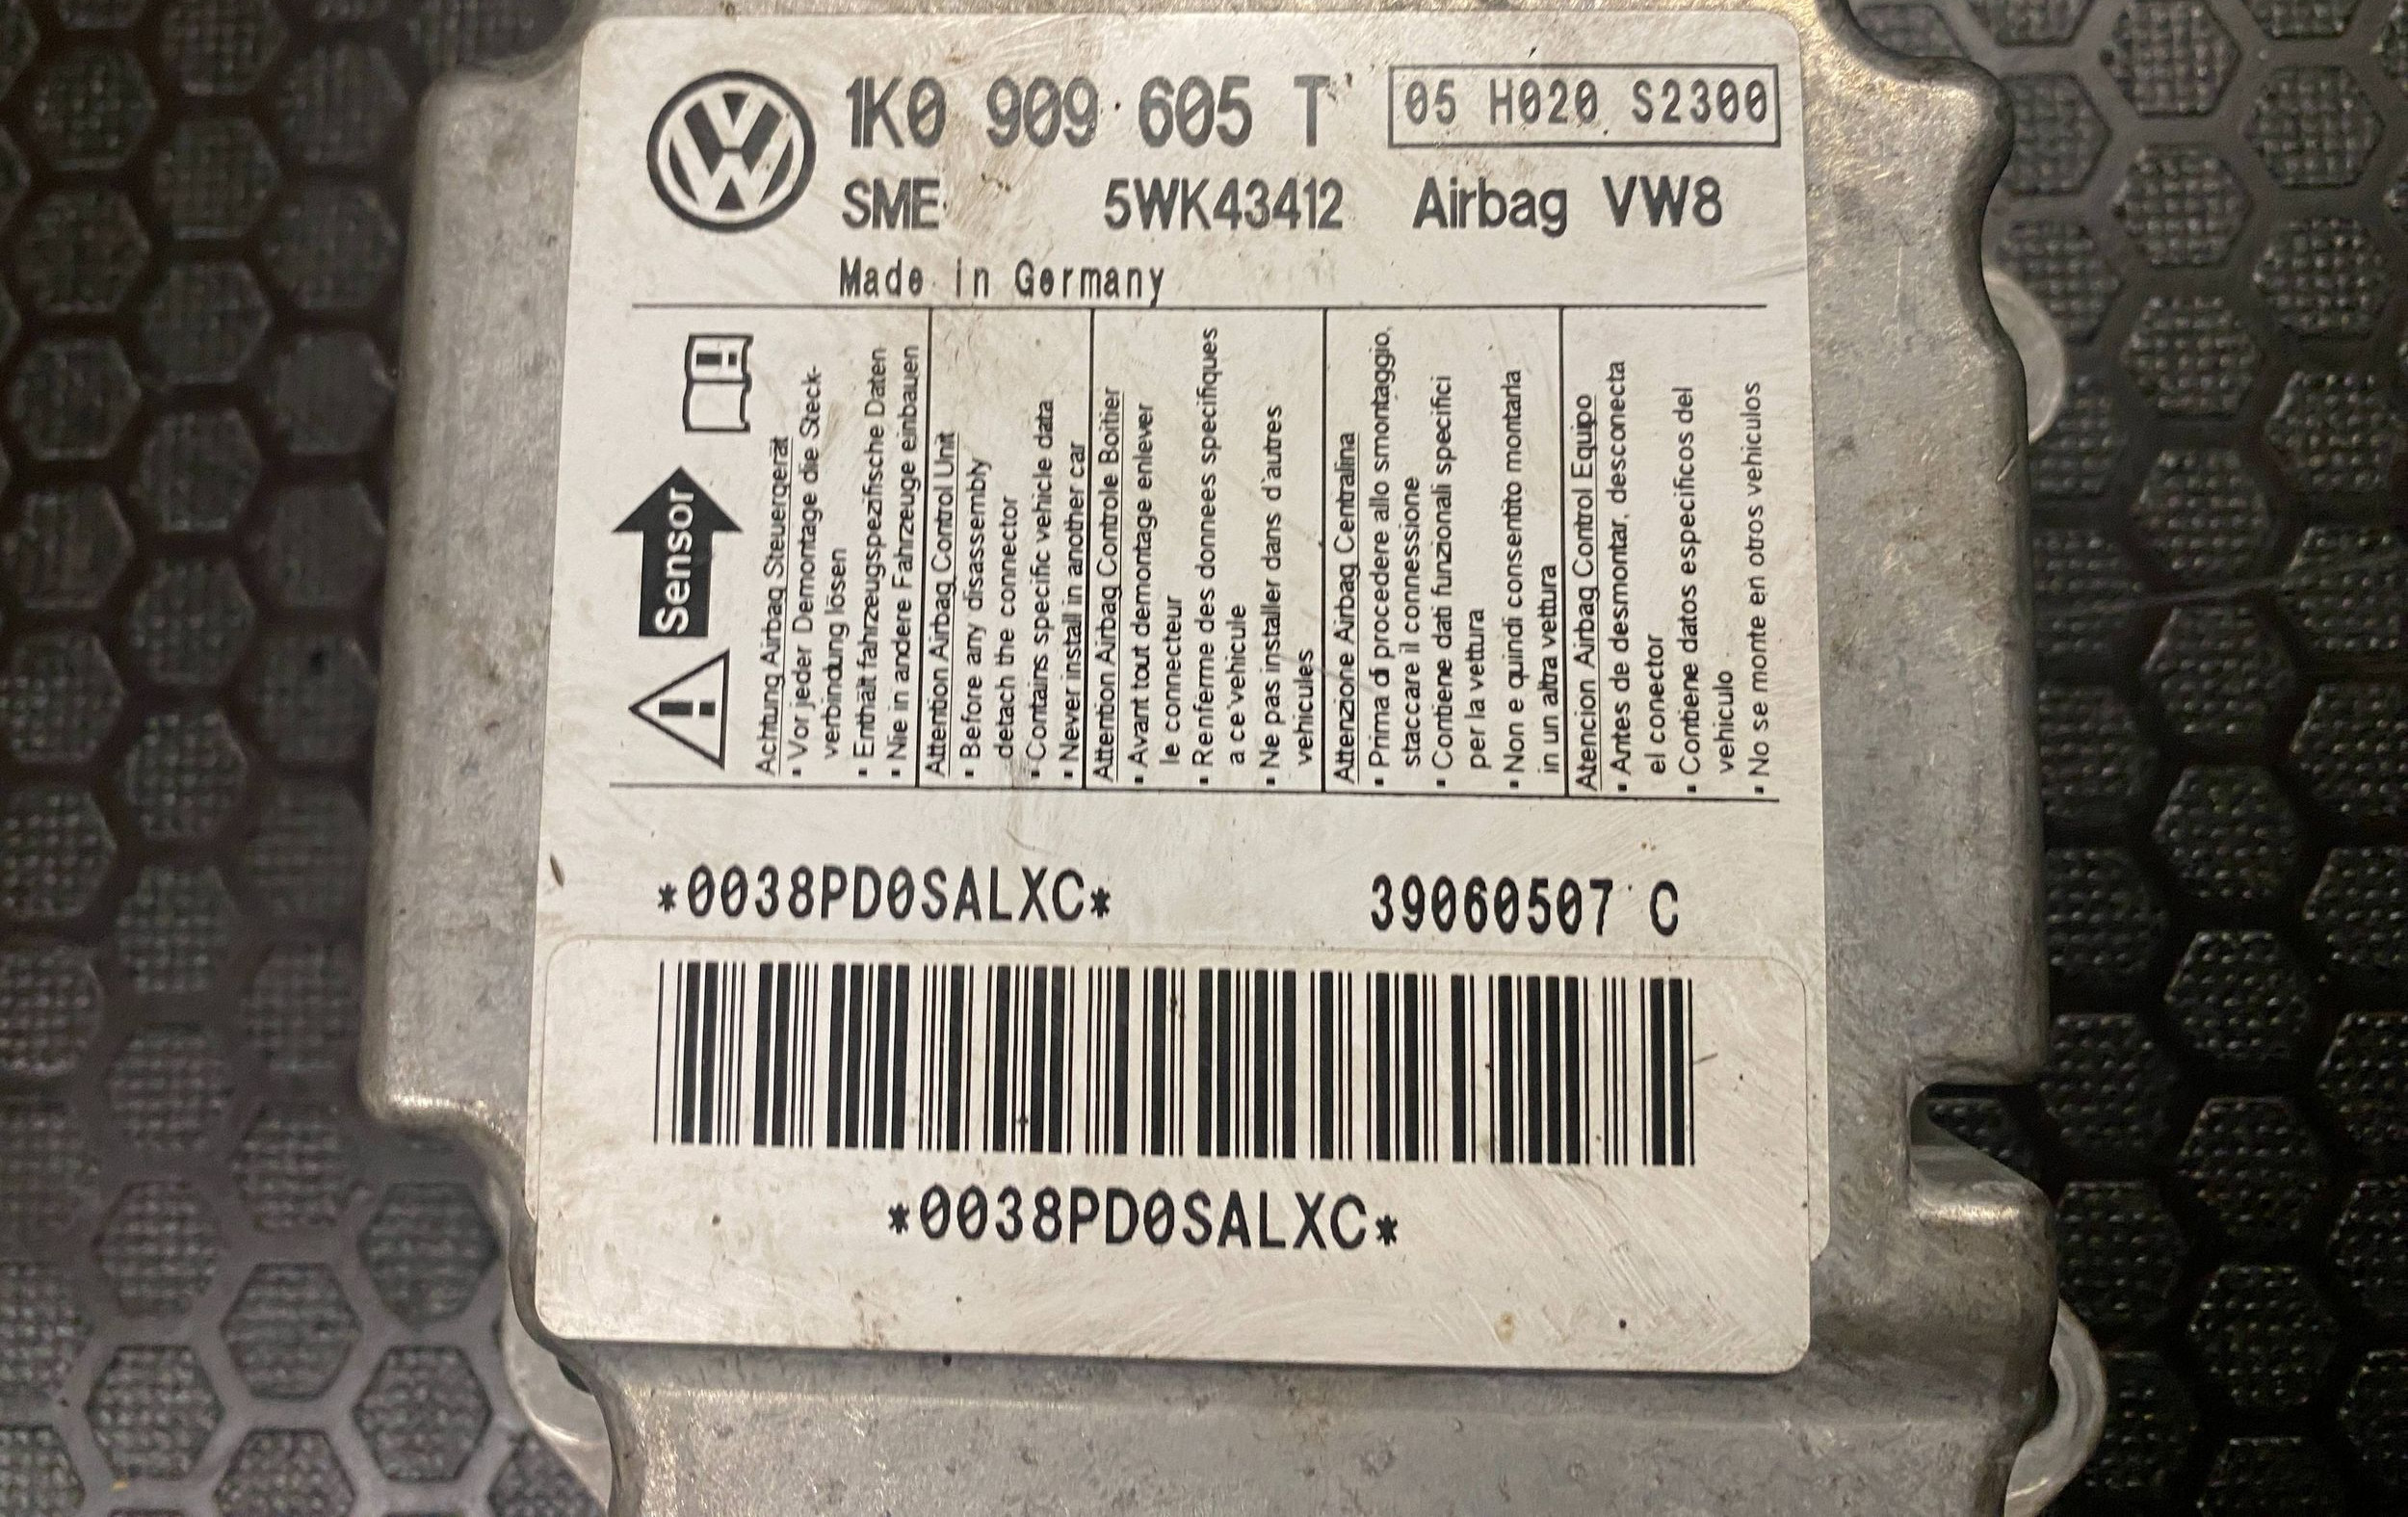 1K0 909 605 T
05 H020 S2300
SME 5WK43412 Airbag VW8
Made in Germany
Sensor
Achtung Airbag Steuergerät
▪ Vor jeder Demontage die Steck-
verbindung lösen
▪ Enthält fahrzeugspezifische Daten
▪ Nie in andere Fahrzeuge einbauen
Attention Airbag Control Unit
▪ Before any disassembly
detach the connector
▪ Contains specific vehicle data
▪ Never install in another car
Attention Airbag Controle Boitier
▪ Avant tout demontage enlever
le connecteur
▪ Renferme des donnees specifiques
a ce vehicule
▪ Ne pas installer dans d'autres
vehicules
Attenzione Airbag Centralina
▪ Prima di procedere allo smontaggio,
staccare il connessione
▪ Contiene dati funzionali specifici
per la vettura
▪ Non e quindi consentito montarla
in un altra vettura
Atencion Airbag Control Equipo
▪ Antes de desmontar, desconecta
el conector
▪ Contiene datos especificos del
vehiculo
▪ No se monte en otros vehiculos
*0038PD0SALXC* 39060507 C
*0038PD0SALXC*